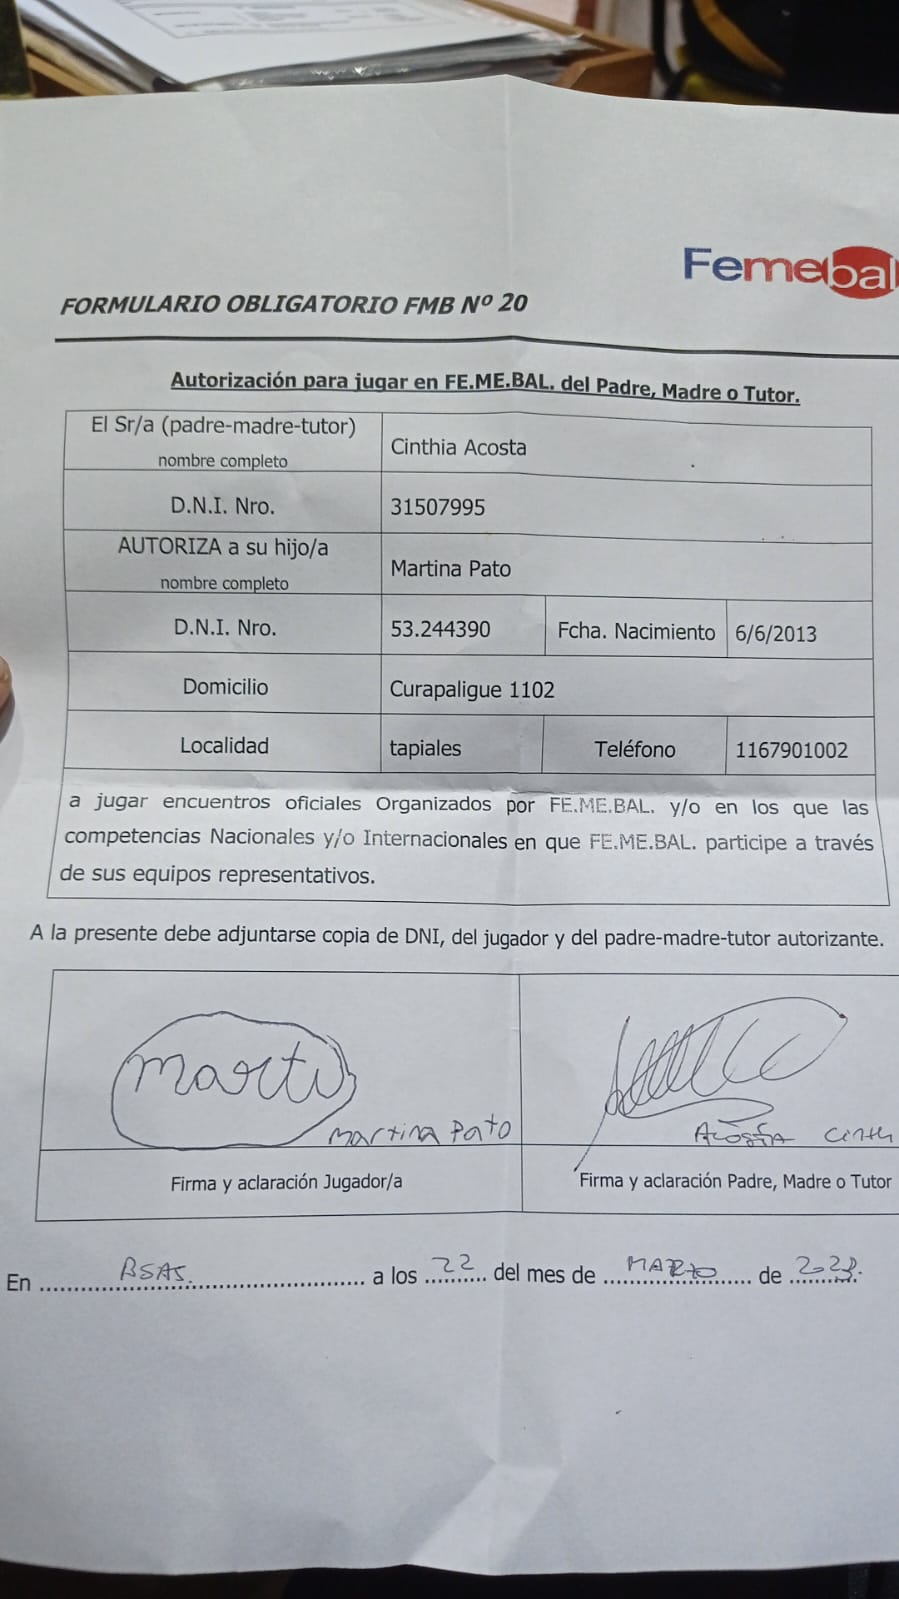 Femebal
FORMULARIO OBLIGATORIO FMB Nº 20
Autorización para jugar en FE.ME.BAL. del Padre, Madre o Tutor.
El Sr/a (padre-madre-tutor)
nombre completo
Cinthia Acosta
D.N.I. Nro.
31507995
AUTORIZA a su hijo/a
nombre completo
Martina Pato
D.N.I. Nro.
53.244390
Fcha. Nacimiento
6/6/2013
Domicilio
Curapaligue 1102
Localidad
tapiales
Teléfono
1167901002
a jugar encuentros oficiales Organizados por FE.ME.BAL. y/o en los que las
competencias Nacionales y/o Internacionales en que FE.ME.BAL. participe a través
de sus equipos representativos.
A la presente debe adjuntarse copia de DNI, del jugador y del padre-madre-tutor autorizante.
Marti
Martina Pato
Acosta Cinth
Firma y aclaración Jugador/a
Firma y aclaración Padre, Madre o Tutor
En BSAS. a los 22 del mes de MARZO de